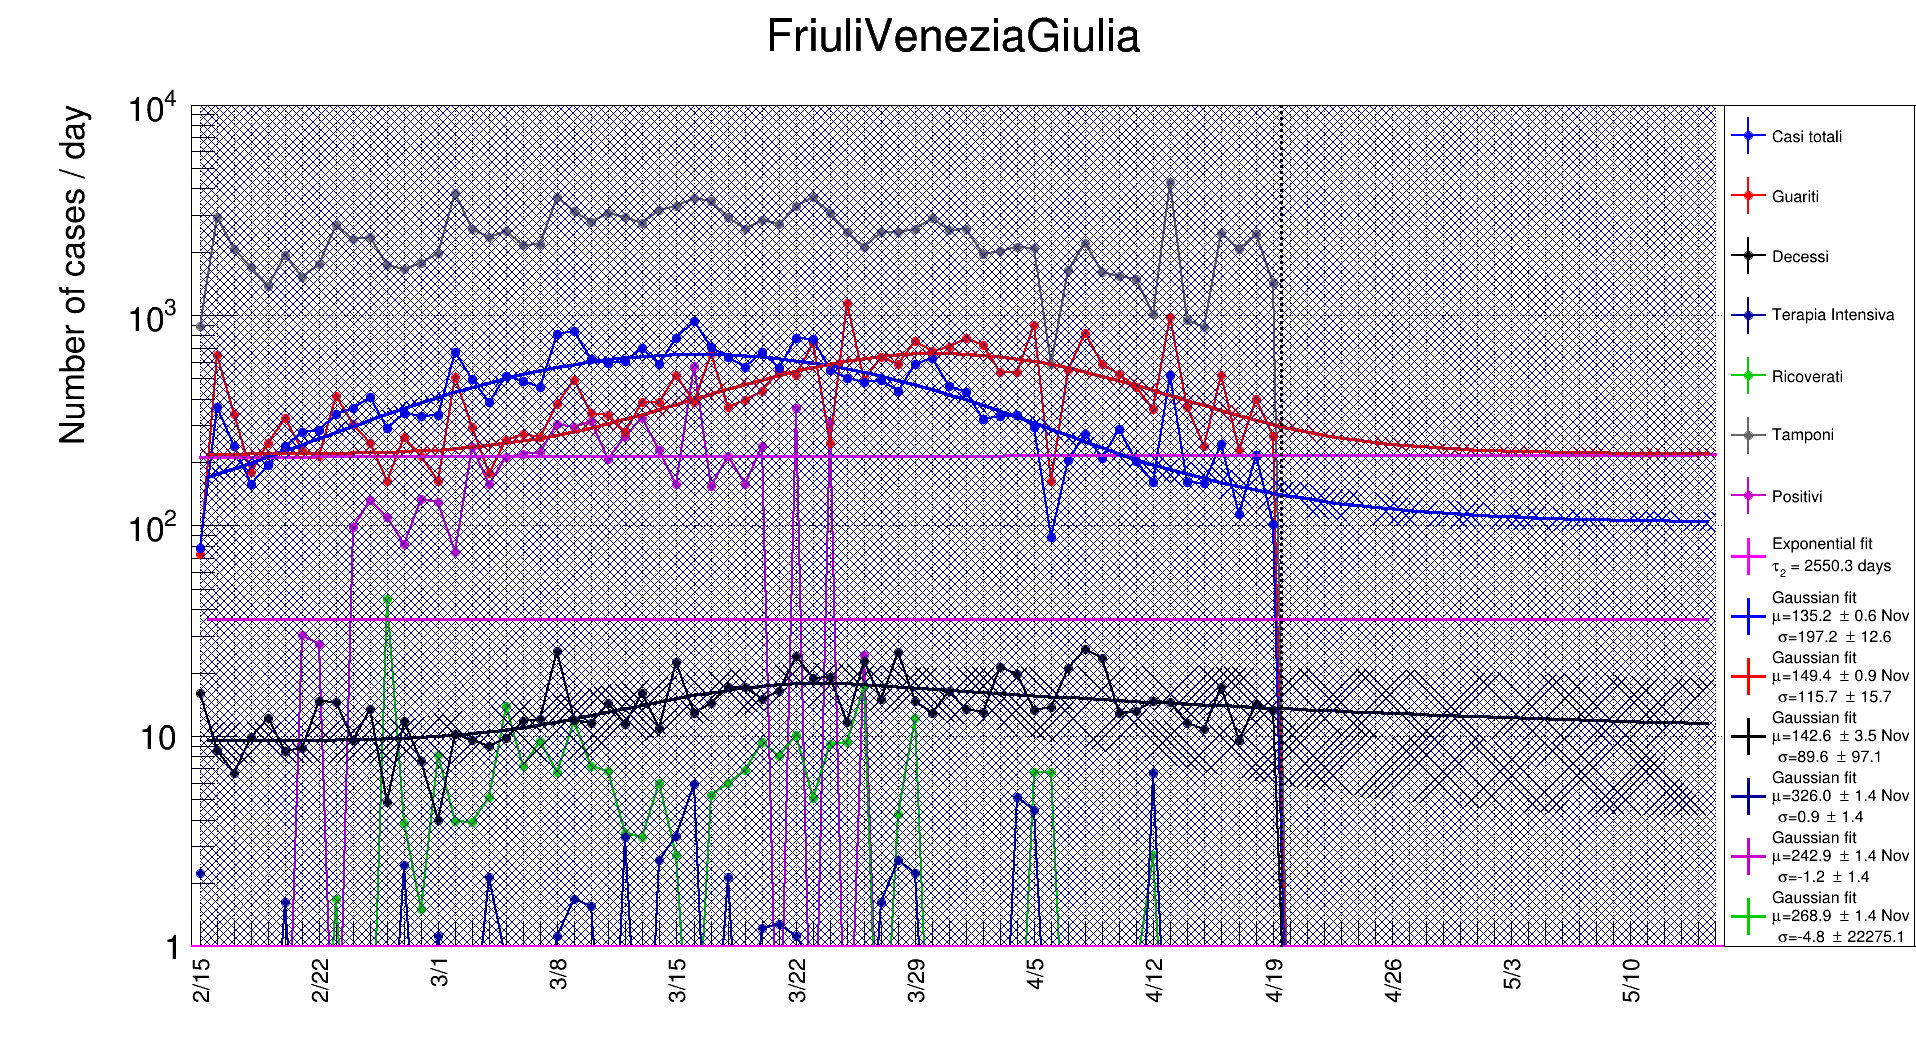 FriuliVeneziaGiulia
Number of cases / day
10^4
10^3
10^2
10
1
2/15
2/22
3/1
3/8
3/15
3/22
3/29
4/5
4/12
4/19
4/26
5/3
5/10
Casi totali
Guariti
Decessi
Terapia Intensiva
Ricoverati
Tamponi
Positivi
Exponential fit
τ2 = 2550.3 days
Gaussian fit
μ=135.2 ± 0.6 Nov
σ=197.2 ± 12.6
Gaussian fit
μ=149.4 ± 0.9 Nov
σ=115.7 ± 15.7
Gaussian fit
μ=142.6 ± 3.5 Nov
σ=89.6 ± 97.1
Gaussian fit
μ=326.0 ± 1.4 Nov
σ=0.9 ± 1.4
Gaussian fit
μ=242.9 ± 1.4 Nov
σ=-1.2 ± 1.4
Gaussian fit
μ=268.9 ± 1.4 Nov
σ=-4.8 ± 22275.1